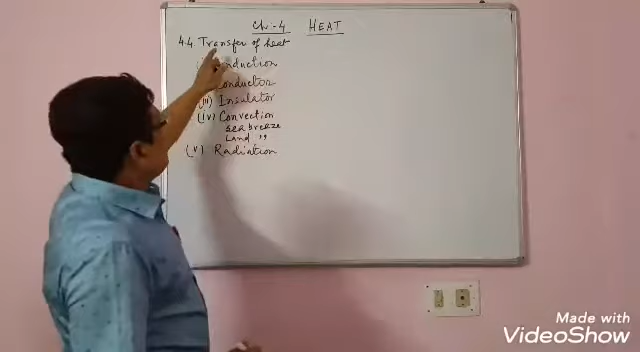 Ch:-4 HEAT
4.4. Transfer of heat
conduction
conductor
(iii) Insulator
(iv) Convection
sea breeze
Land "
(v) Radiation
Made with
VideoShow